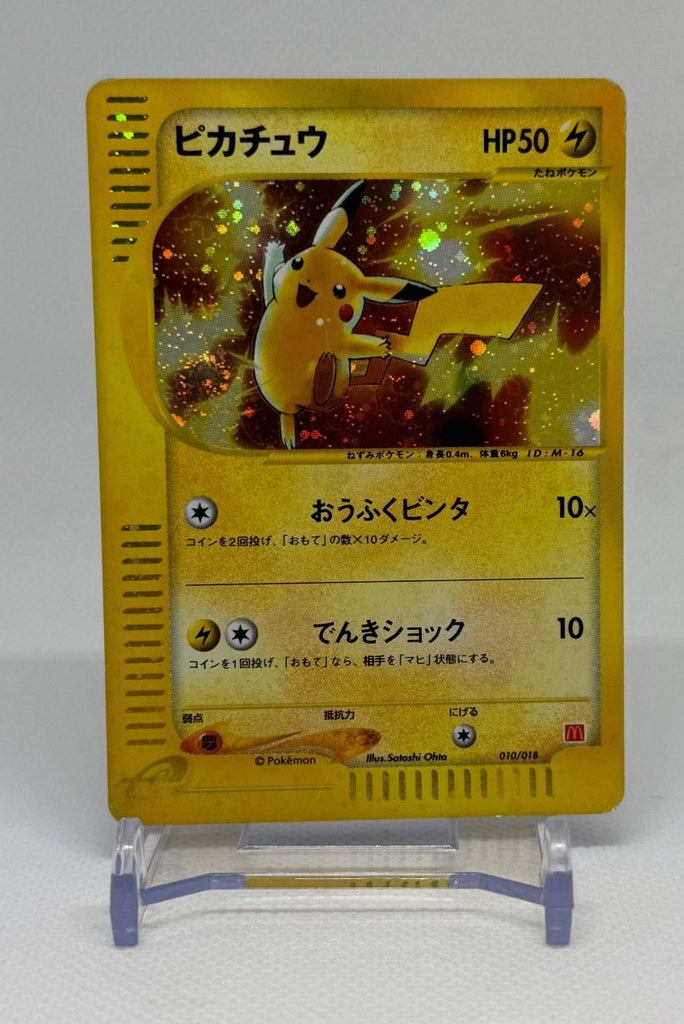 ピカチュウ HP50
たねポケモン
ねずみポケモン：身長0.4m、体重6kg ID:M-16
おうふくビンタ 10×
コインを2回投げ、「おもて」の数×10ダメージ。
でんきショック 10
コインを1回投げ、「おもて」なら、相手を「マヒ」状態にする。
弱点 抵抗力 にげる
©Pokémon Illus.Satoshi Ohta 010/018